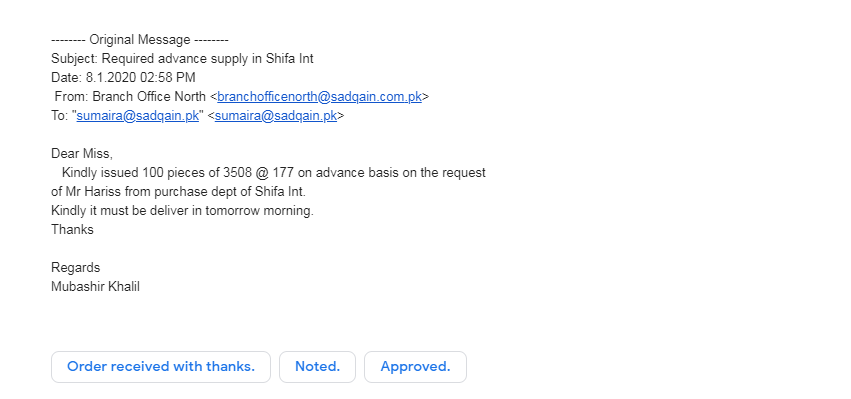 -------- Original Message --------
Subject: Required advance supply in Shifa Int
Date: 8.1.2020 02:58 PM
From: Branch Office North <branchofficenorth@sadqain.com.pk>
To: "sumaira@sadqain.pk" <sumaira@sadqain.pk>
Dear Miss,
Kindly issued 100 pieces of 3508 @ 177 on advance basis on the request
of Mr Hariss from purchase dept of Shifa Int.
Kindly it must be deliver in tomorrow morning.
Thanks
Regards
Mubashir Khalil
Order received with thanks. Noted. Approved.